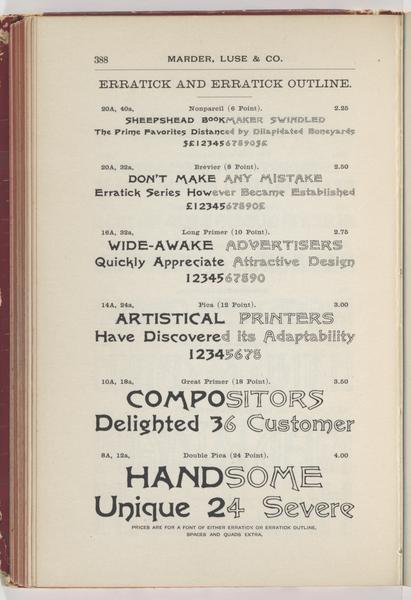 388 MARDER, LUSE & CO.
ERRATICK AND ERRATICK OUTLINE.
20A, 40a, Nonpareil (6 Point). 2.25
SHEEPSHEAD BOOKMAKER SWINDLED
The Prime Favorites Distanced by Dilapidated Boneyards
$£1234567890$£
20A, 32a, Brevier (8 Point). 2.50
DON'T MAKE ANY MISTAKE
Erratick Series However Became Established
£1234567890£
16A, 32a, Long Primer (10 Point). 2.75
WIDE-AWAKE ADVERTISERS
Quickly Appreciate Attractive Design
1234567890
14A, 24a, Pica (12 Point). 3.00
ARTISTICAL PRINTERS
Have Discovered its Adaptability
12345678
10A, 18a, Great Primer (18 Point). 3.50
COMPOSITORS
Delighted 36 Customer
8A, 12a, Double Pica (24 Point). 4.00
HANDSOME
Unique 24 Severe
PRICES ARE FOR A FONT OF EITHER ERRATICK OR ERRATICK OUTLINE,
SPACES AND QUADS EXTRA.